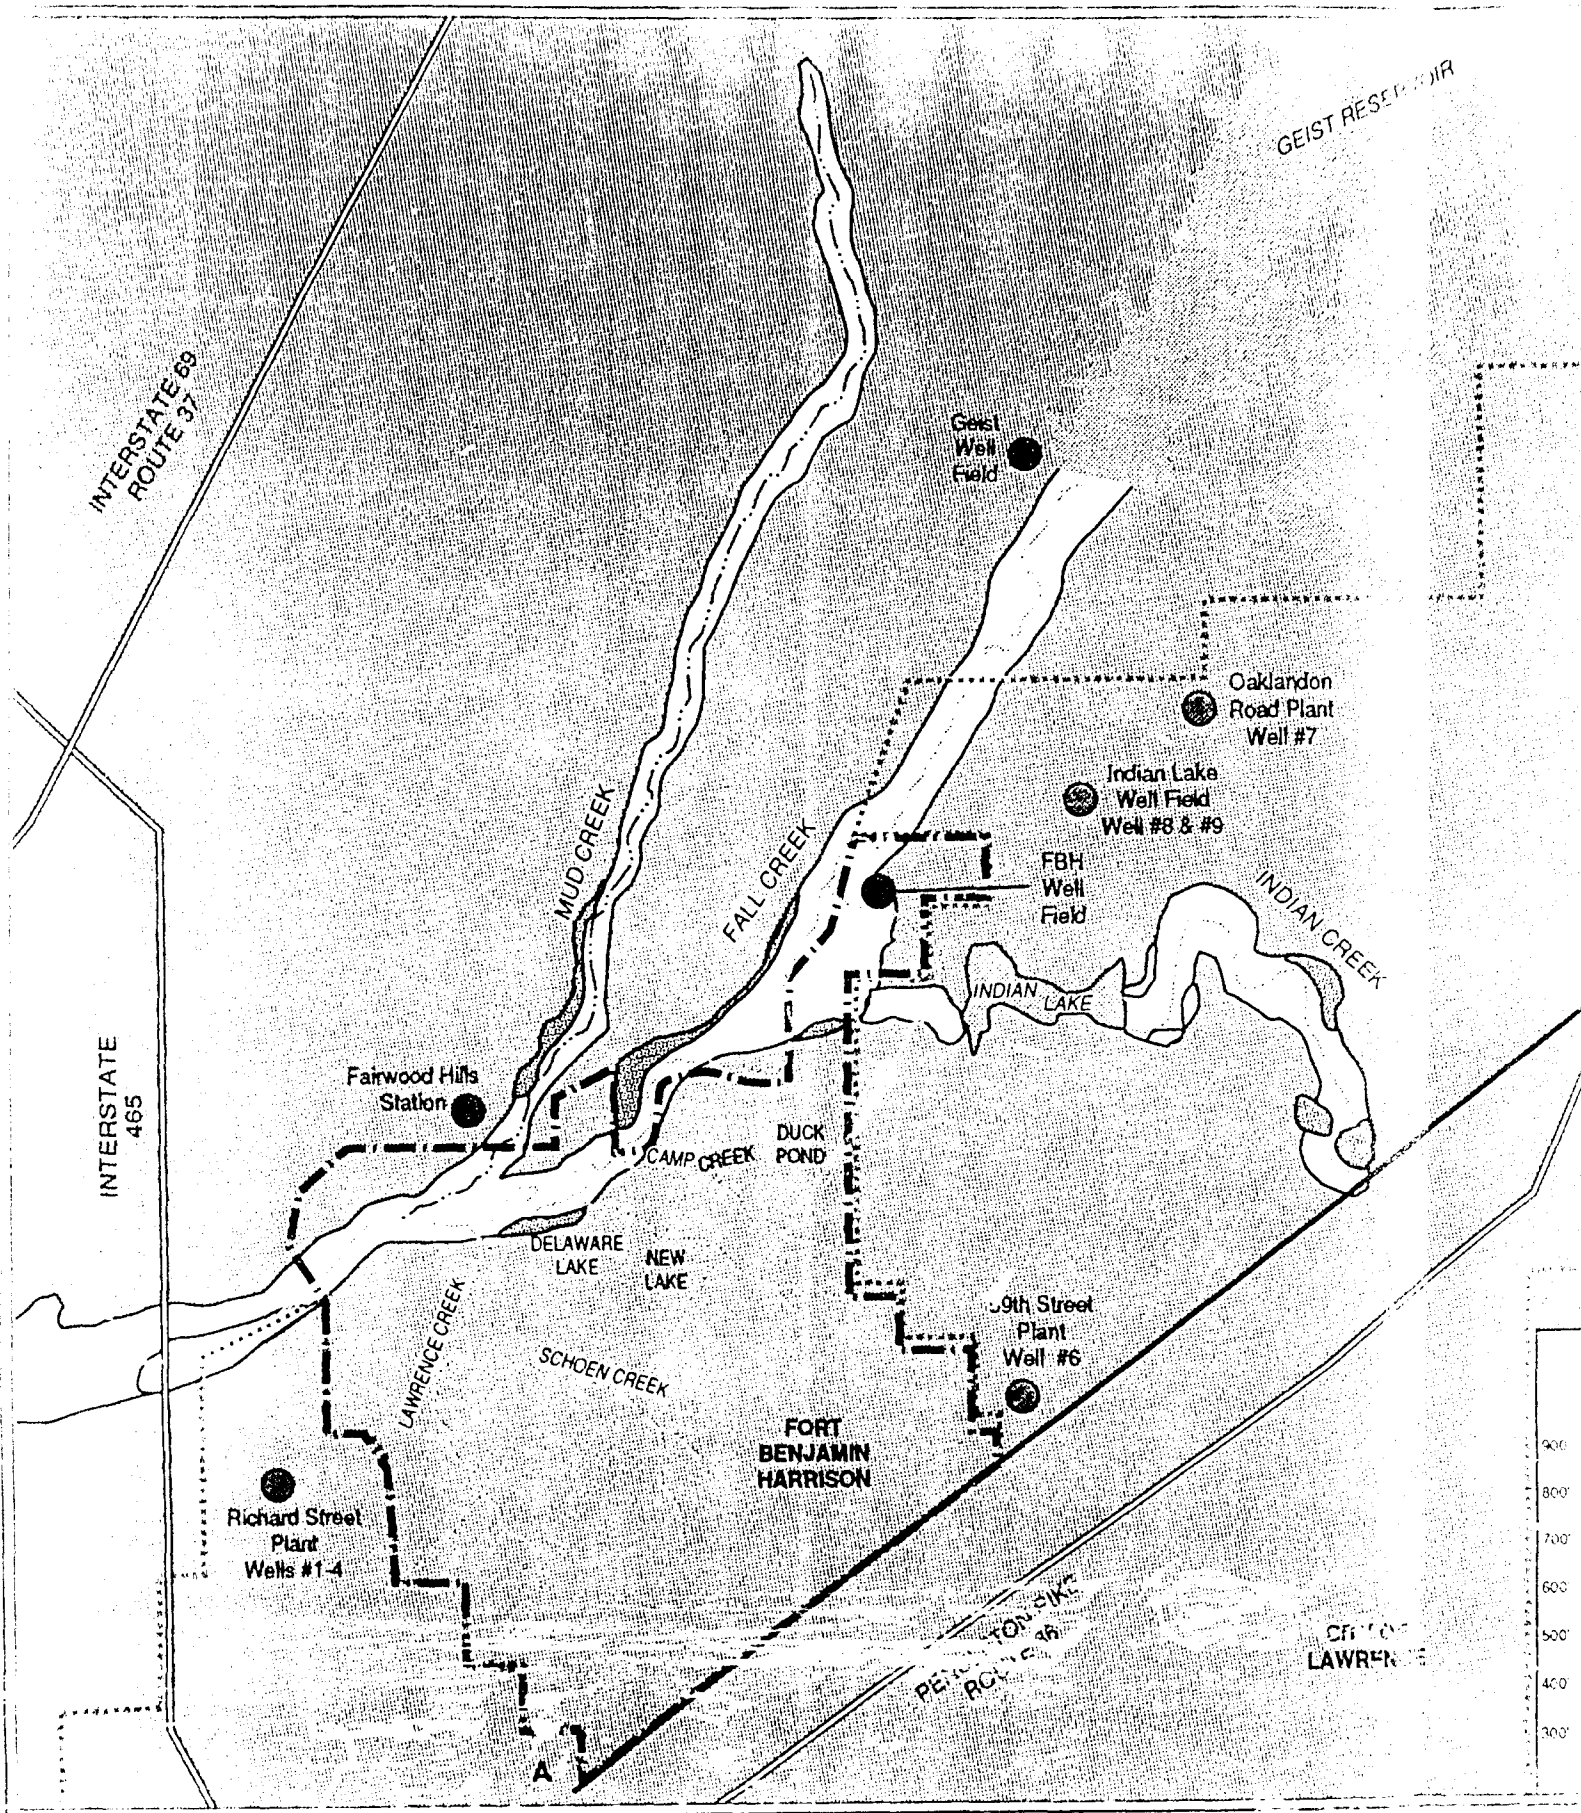 GEIST
INTERSTATE 69
ROUTE 37
Geist
Well
Field
Oaklandon
Road Plant
Well #7
Indian Lake
Well Field
Well #8 & #9
MUD CREEK
FALL CREEK
FBH
Well
Field
INDIAN CREEK
INDIAN LAKE
INTERSTATE
465
Fairwood Hills
Station
DUCK
POND
CAMP CREEK
DELAWARE
LAKE
NEW
LAKE
LAWRENCE CREEK
SCHOEN CREEK
Street
Plant
Well #6
FORT
BENJAMIN
HARRISON
Richard Street
Plant
Wells #1-4
A
900
800'
700'
600'
500'
400'
300'